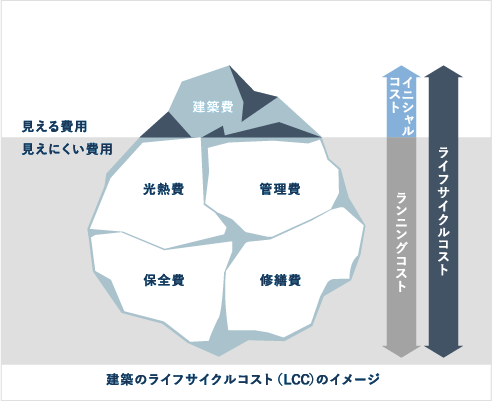 建築費
見える費用
見えにくい費用
光熱費
管理費
保全費
修繕費
イニシャル
コスト
ランニングコスト
ライフサイクルコスト
建築のライフサイクルコスト（LCC）のイメージ